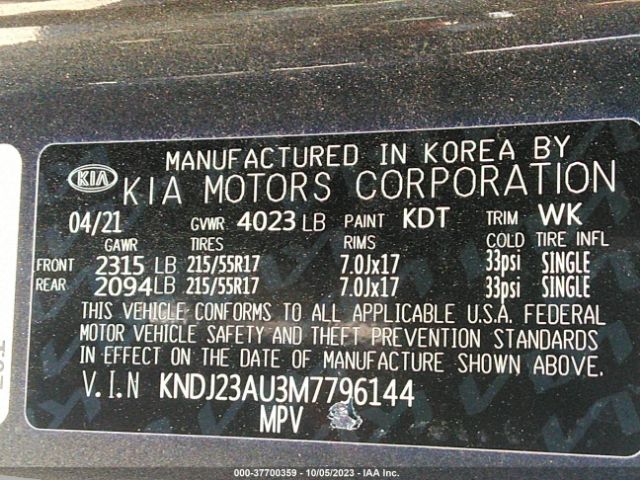 MANUFACTURED IN KOREA BY
KIA KIA MOTORS CORPORATION
04/21 GVWR 4023 LB PAINT KDT TRIM WK
GAWR TIRES RIMS COLD TIRE INFL
FRONT 2315 LB 215/55R17 7.0Jx17 33psi SINGLE
REAR 2094 LB 215/55R17 7.0Jx17 33psi SINGLE
THIS VEHICLE CONFORMS TO ALL APPLICABLE U.S.A. FEDERAL
MOTOR VEHICLE SAFETY AND THEFT PREVENTION STANDARDS
IN EFFECT ON THE DATE OF MANUFACTURE SHOWN ABOVE.
V.I.N KNDJ23AU3M7796144
MPV
000-37700359 - 10/05/2023 - IAA Inc.